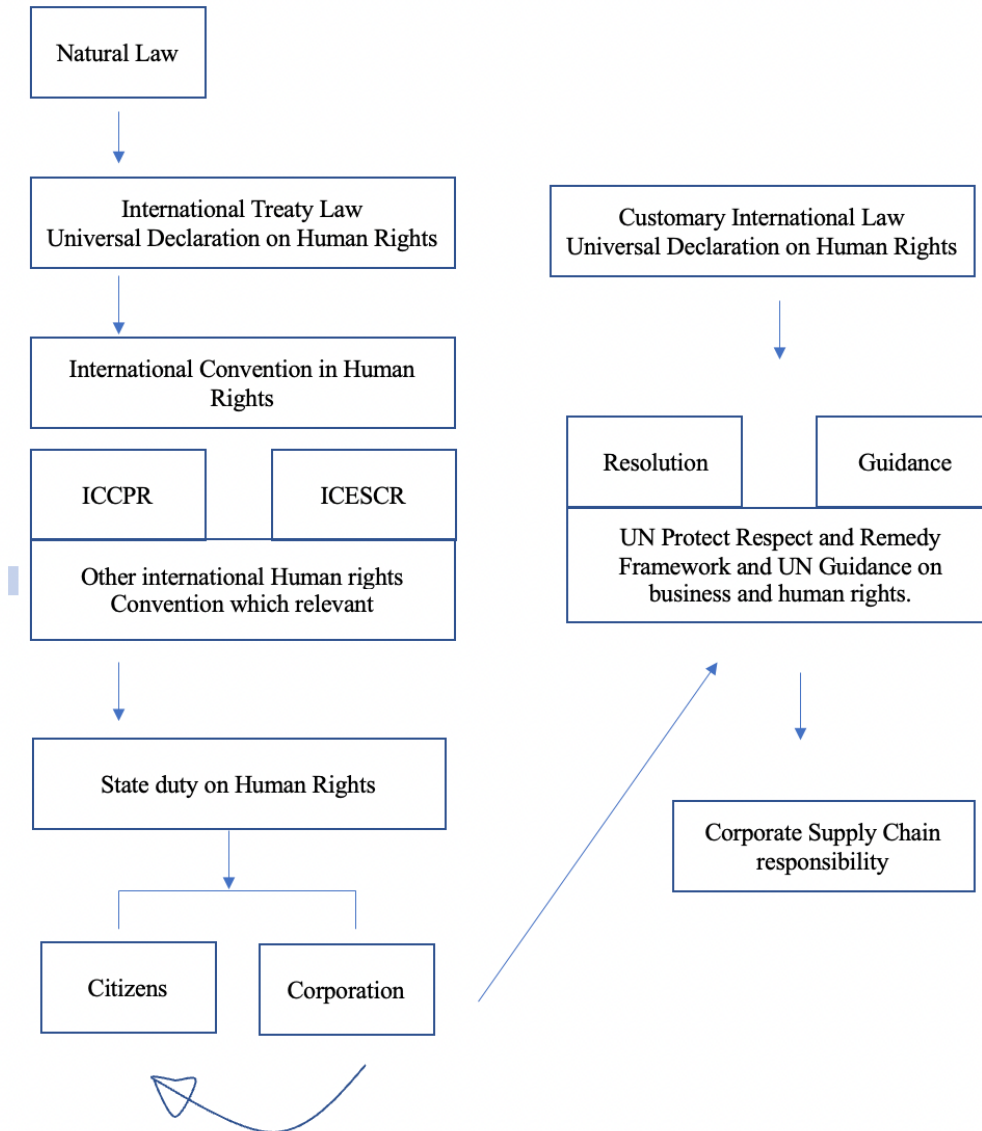 Natural Law
International Treaty Law
Universal Declaration on Human Rights
International Convention in Human
Rights
ICCPR
ICESCR
Other international Human rights
Convention which relevant
State duty on Human Rights
Citizens
Corporation
Customary International Law
Universal Declaration on Human Rights
Resolution
Guidance
UN Protect Respect and Remedy
Framework and UN Guidance on
business and human rights.
Corporate Supply Chain
responsibility